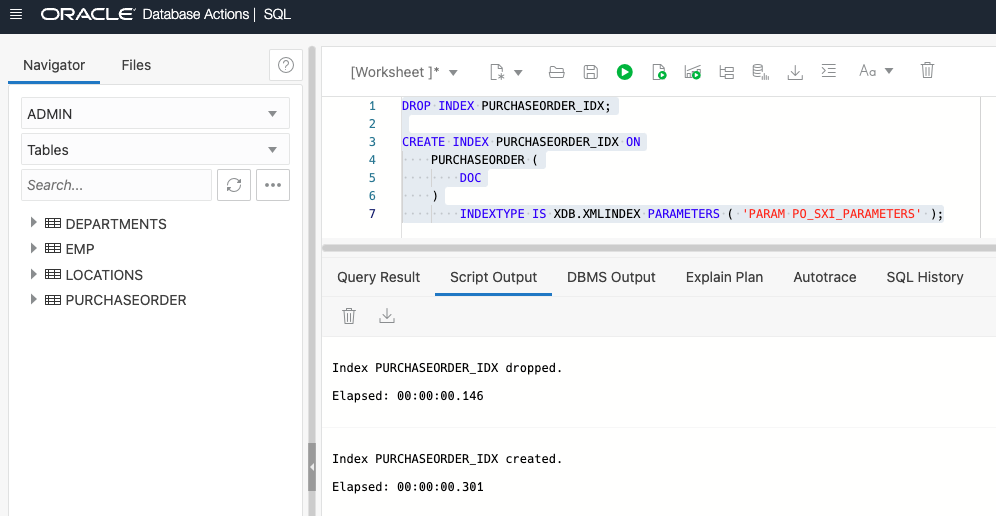 ORACLE Database Actions | SQL
Navigator Files
ADMIN
Tables
Search...
DEPARTMENTS
EMP
LOCATIONS
PURCHASEORDER
[Worksheet ]* Aa
1 DROP INDEX PURCHASEORDER_IDX;
2
3 CREATE INDEX PURCHASEORDER_IDX ON
4 PURCHASEORDER (
5 DOC
6 )
7 INDEXTYPE IS XDB.XMLINDEX PARAMETERS ( 'PARAM PO_SXI_PARAMETERS' );
Query Result Script Output DBMS Output Explain Plan Autotrace SQL History
Index PURCHASEORDER_IDX dropped.
Elapsed: 00:00:00.146
Index PURCHASEORDER_IDX created.
Elapsed: 00:00:00.301